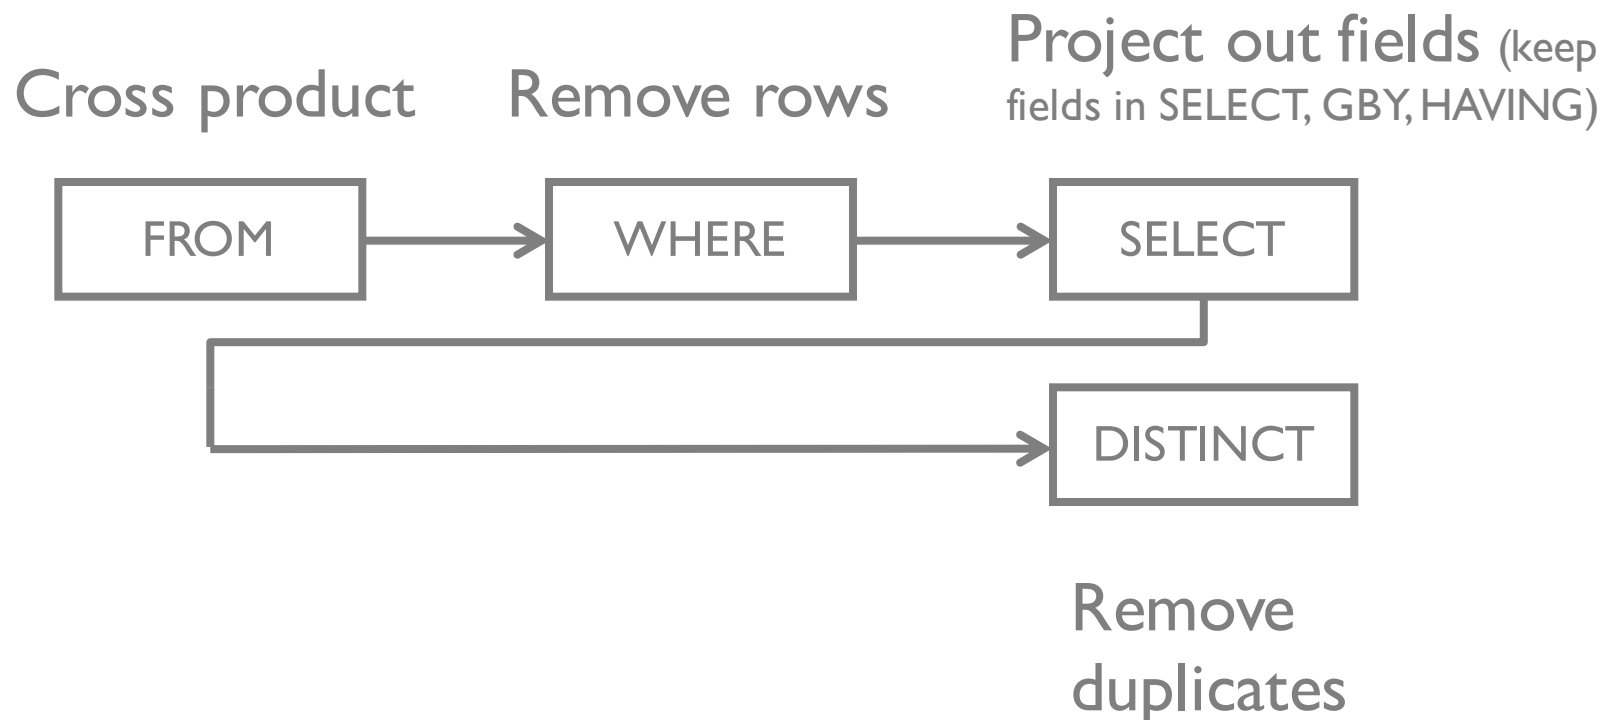 Cross product
Remove rows
Project out fields (keep
fields in SELECT, GBY, HAVING)
FROM
WHERE
SELECT
DISTINCT
Remove
duplicates